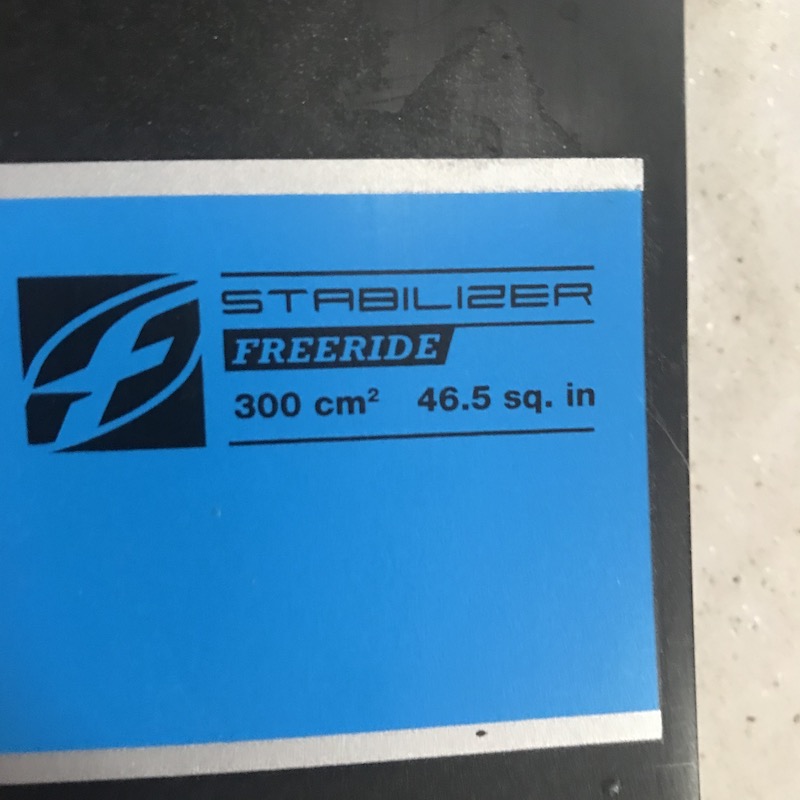 STABILIZER
FREERIDE
300 cm² 46.5 sq. in